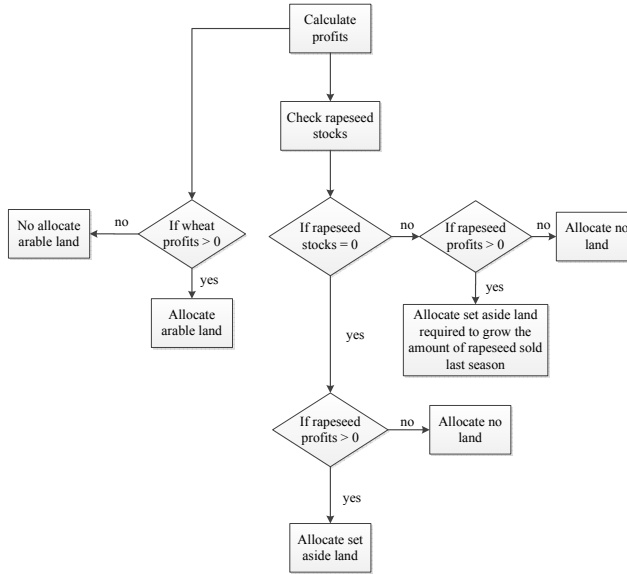 Calculate
profits
Check rapeseed
stocks
No allocate
arable land
no
If wheat
profits > 0
yes
Allocate
arable land
If rapeseed
stocks = 0
no
If rapeseed
profits > 0
no
Allocate no
land
yes
Allocate set aside land
required to grow the
amount of rapeseed sold
last season
yes
If rapeseed
profits > 0
no
Allocate no
land
yes
Allocate set
aside land